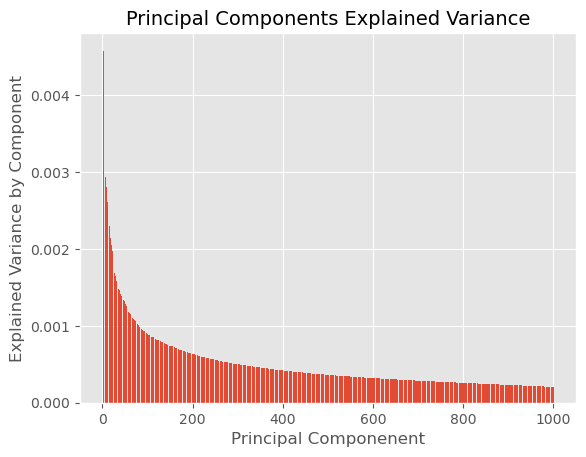 Principal Components Explained Variance
Explained Variance by Component
0.004
0.003
0.002
0.001
0.000
0 200 400 600 800 1000
Principal Componenent